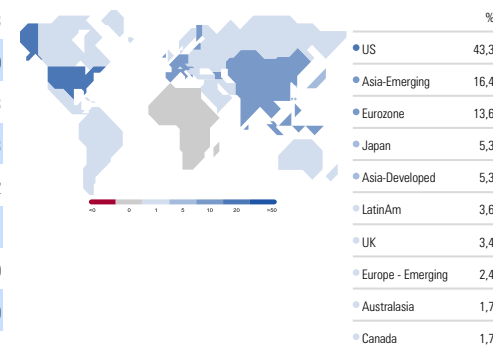 %
US 43,3
Asia-Emerging 16,4
Eurozone 13,6
Japan 5,3
Asia-Developed 5,3
LatinAm 3,6
UK 3,4
Europe - Emerging 2,4
Australasia 1,7
Canada 1,7
<0 0 1 5 10 20 >50